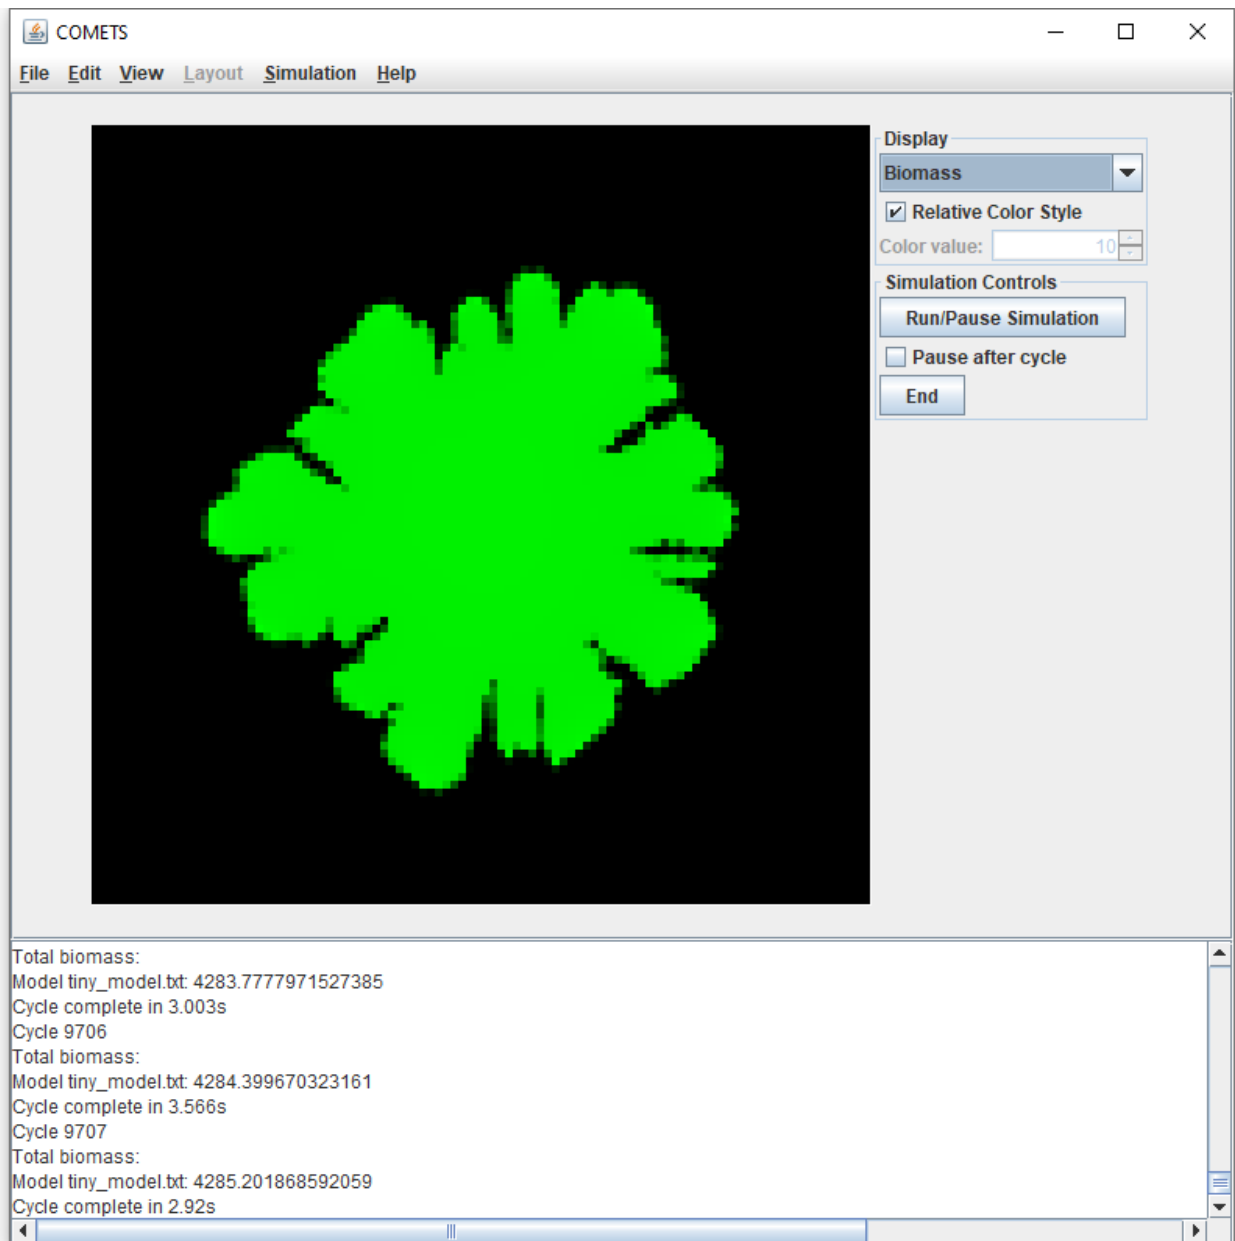 COMETS
File Edit View Layout Simulation Help
Display
Biomass
Relative Color Style
Color value: 10
Simulation Controls
Run/Pause Simulation
Pause after cycle
End
Total biomass:
Model tiny_model.txt: 4283.7777971527385
Cycle complete in 3.003s
Cycle 9706
Total biomass:
Model tiny_model.txt: 4284.399670323161
Cycle complete in 3.566s
Cycle 9707
Total biomass:
Model tiny_model.txt: 4285.201868592059
Cycle complete in 2.92s